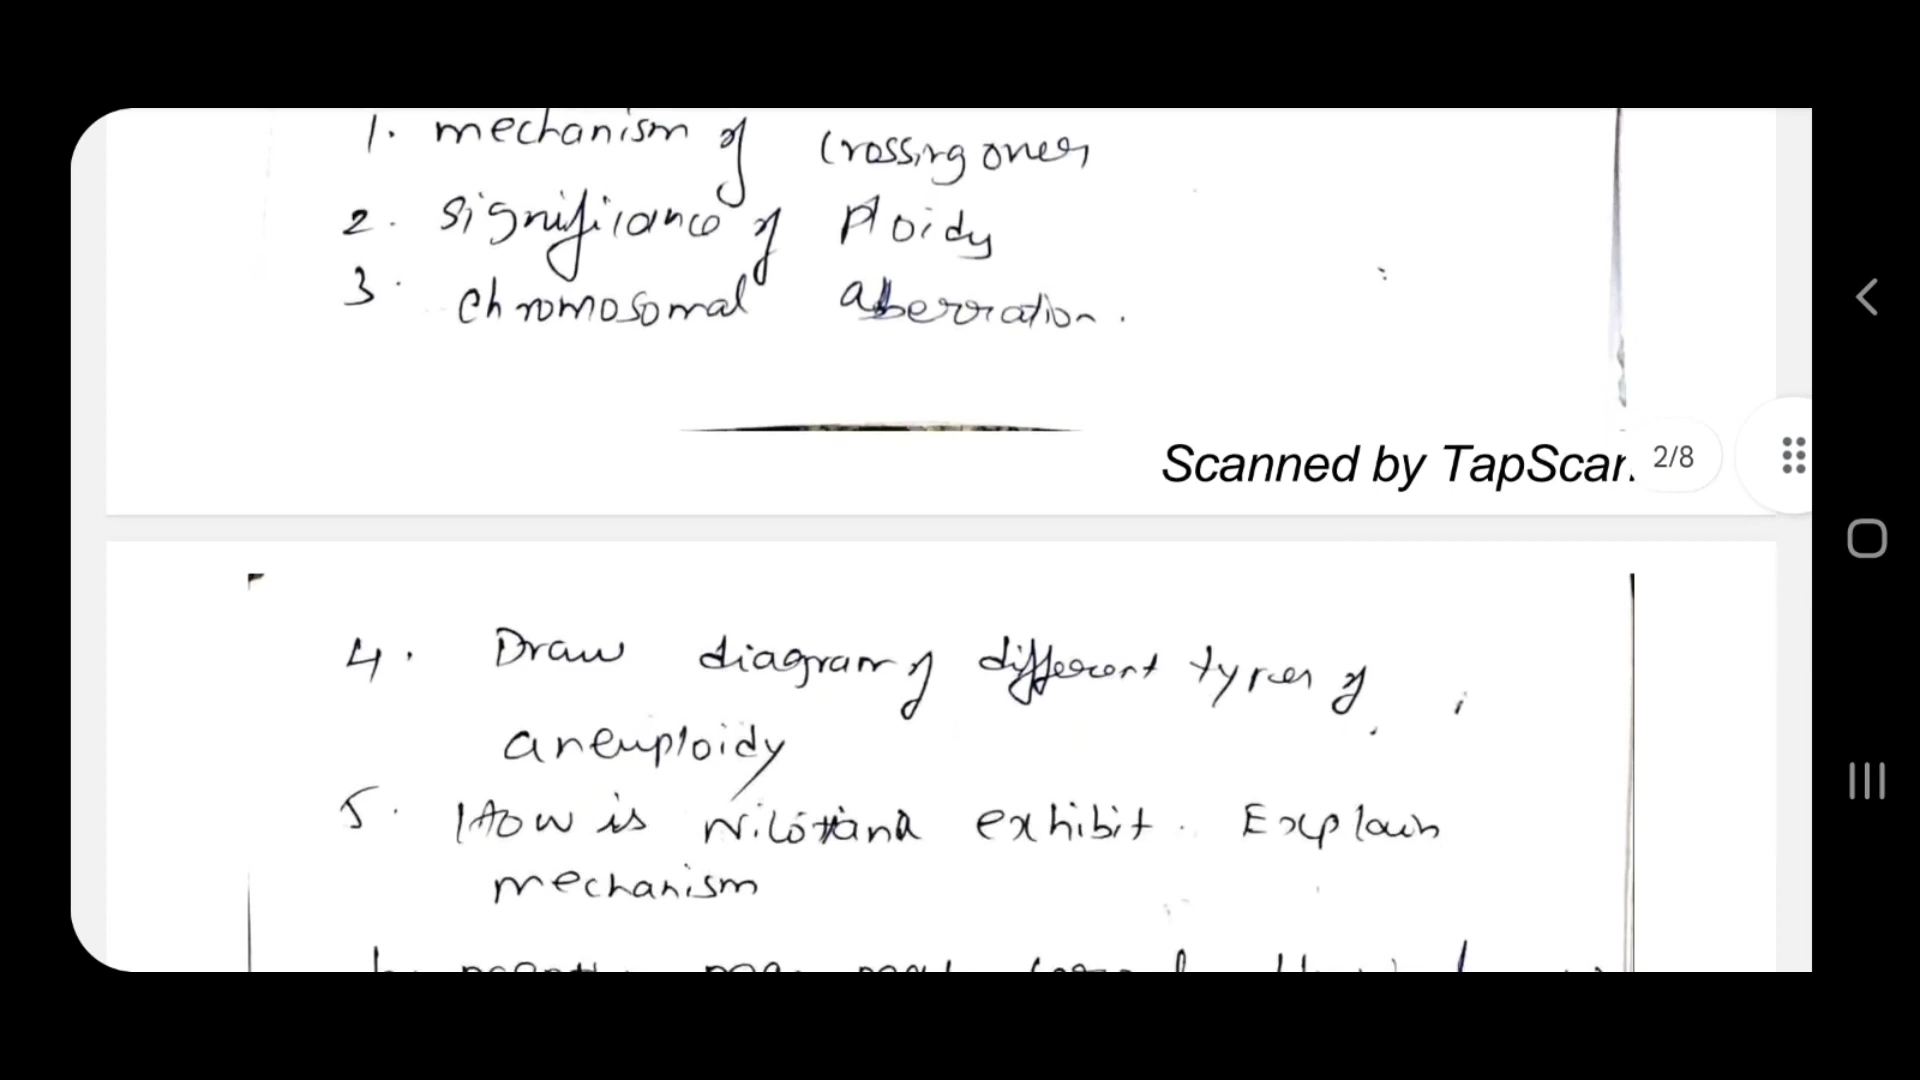 1. mechanism of crossing over
2. significance of Ploidy
3. chromosomal aberration.
Scanned by TapScan
2/8
4. Draw diagram of different types of
aneuploidy
5. How is Nicotiana exhibit. Explain
mechanism